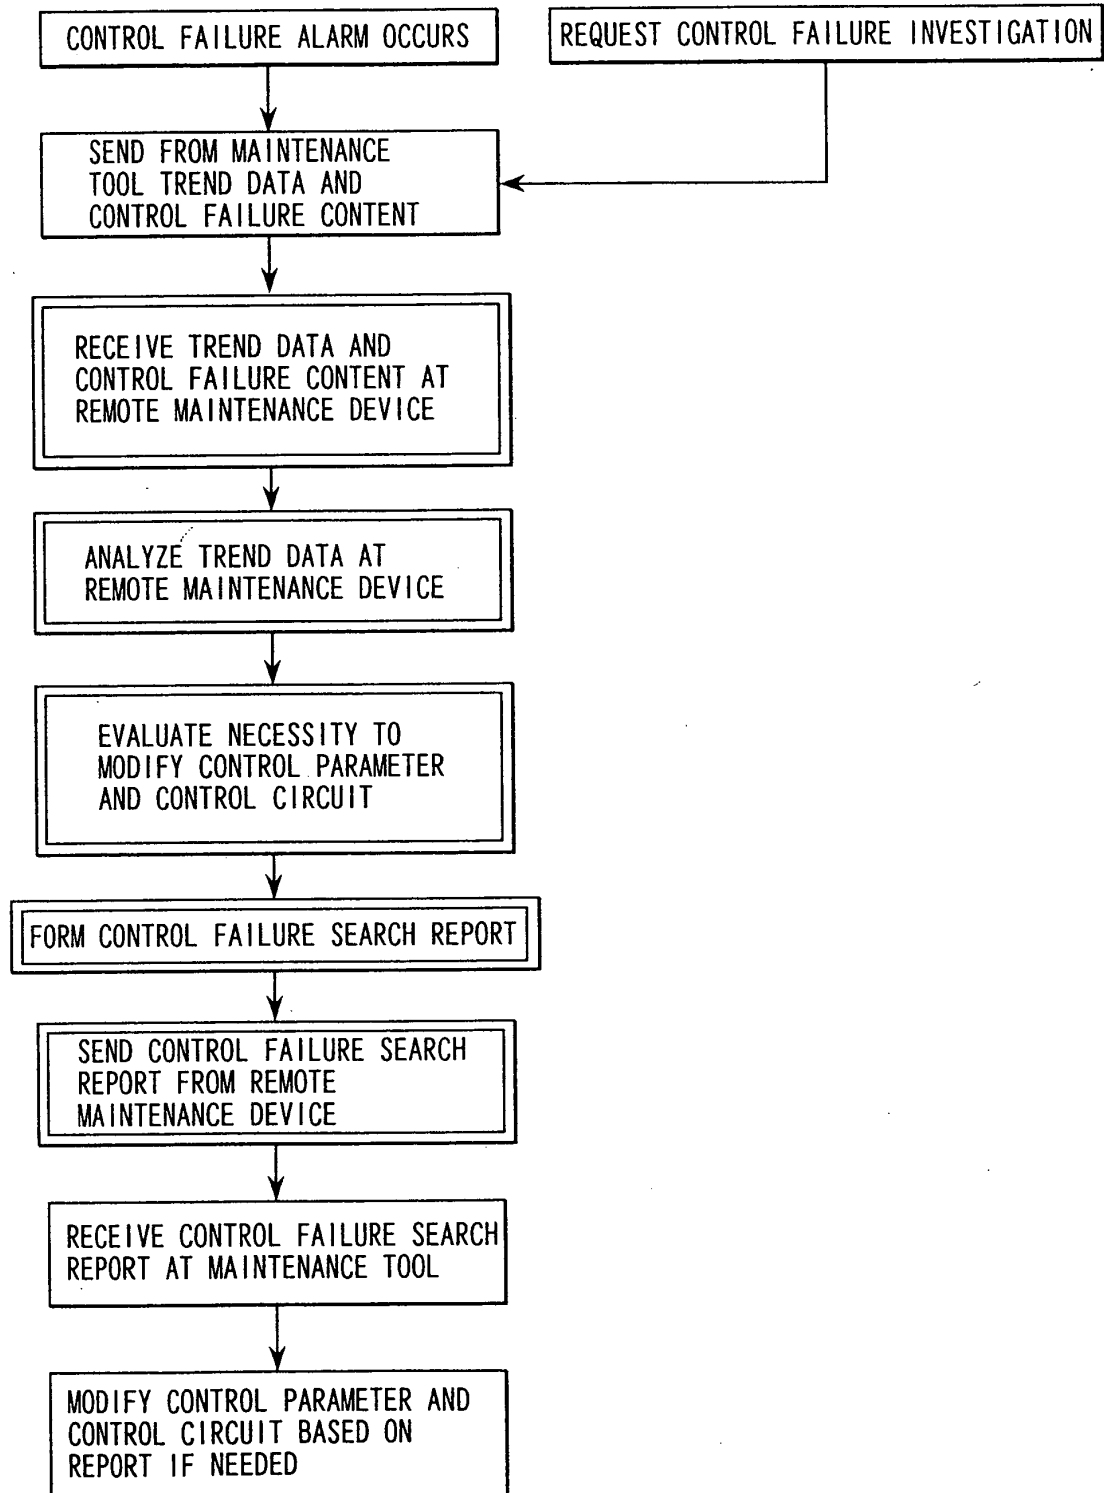 CONTROL FAILURE ALARM OCCURS
REQUEST CONTROL FAILURE INVESTIGATION
SEND FROM MAINTENANCE
TOOL TREND DATA AND
CONTROL FAILURE CONTENT
RECEIVE TREND DATA AND
CONTROL FAILURE CONTENT AT
REMOTE MAINTENANCE DEVICE
ANALYZE TREND DATA AT
REMOTE MAINTENANCE DEVICE
EVALUATE NECESSITY TO
MODIFY CONTROL PARAMETER
AND CONTROL CIRCUIT
FORM CONTROL FAILURE SEARCH REPORT
SEND CONTROL FAILURE SEARCH
REPORT FROM REMOTE
MAINTENANCE DEVICE
RECEIVE CONTROL FAILURE SEARCH
REPORT AT MAINTENANCE TOOL
MODIFY CONTROL PARAMETER AND
CONTROL CIRCUIT BASED ON
REPORT IF NEEDED